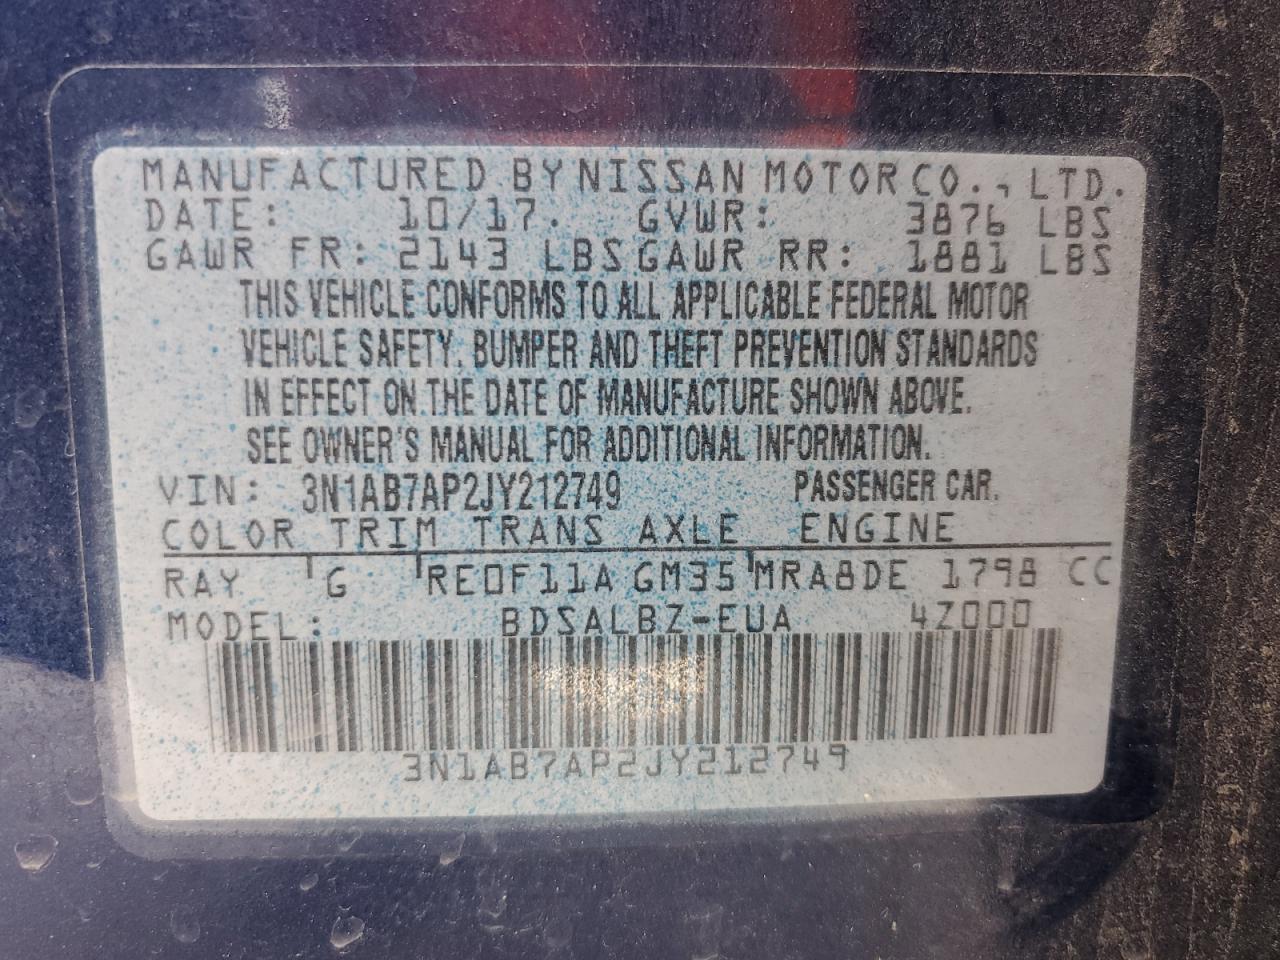 MANUFACTURED BY NISSAN MOTOR CO., LTD.
DATE: 10/17. GVWR: 3876 LBS
GAWR FR: 2143 LBS GAWR RR: 1881 LBS
THIS VEHICLE CONFORMS TO ALL APPLICABLE FEDERAL MOTOR
VEHICLE SAFETY, BUMPER AND THEFT PREVENTION STANDARDS
IN EFFECT ON THE DATE OF MANUFACTURE SHOWN ABOVE.
SEE OWNER'S MANUAL FOR ADDITIONAL INFORMATION.
VIN: 3N1AB7AP2JY212749 PASSENGER CAR.
COLOR TRIM TRANS AXLE ENGINE
RAY G RE0F11A GM35 MRA8DE 1798 CC
MODEL: BDSALBZ-EUA 4Z000
3N1AB7AP2JY212749